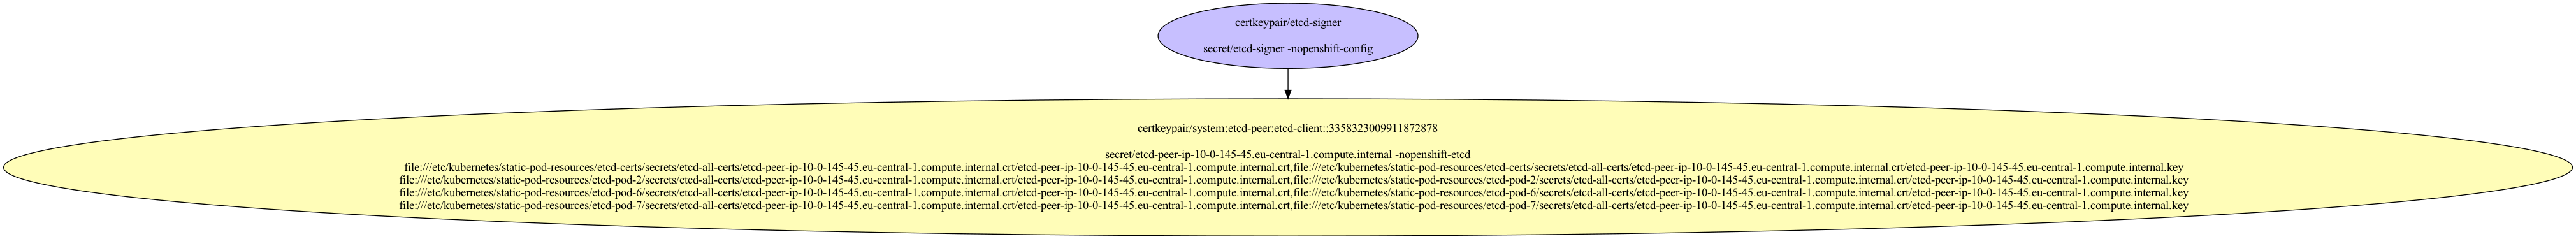 certkeypair/etcd-signer
secret/etcd-signer -nopenshift-config
certkeypair/system:etcd-peer:etcd-client::3358323009911872878
secret/etcd-peer-ip-10-0-145-45.eu-central-1.compute.internal -nopenshift-etcd
file:///etc/kubernetes/static-pod-resources/etcd-certs/secrets/etcd-all-certs/etcd-peer-ip-10-0-145-45.eu-central-1.compute.internal.crt/etcd-peer-ip-10-0-145-45.eu-central-1.compute.internal.crt,file:///etc/kubernetes/static-pod-resources/etcd-certs/secrets/etcd-all-certs/etcd-peer-ip-10-0-145-45.eu-central-1.compute.internal.crt/etcd-peer-ip-10-0-145-45.eu-central-1.compute.internal.key
file:///etc/kubernetes/static-pod-resources/etcd-pod-2/secrets/etcd-all-certs/etcd-peer-ip-10-0-145-45.eu-central-1.compute.internal.crt/etcd-peer-ip-10-0-145-45.eu-central-1.compute.internal.crt,file:///etc/kubernetes/static-pod-resources/etcd-pod-2/secrets/etcd-all-certs/etcd-peer-ip-10-0-145-45.eu-central-1.compute.internal.crt/etcd-peer-ip-10-0-145-45.eu-central-1.compute.internal.key
file:///etc/kubernetes/static-pod-resources/etcd-pod-6/secrets/etcd-all-certs/etcd-peer-ip-10-0-145-45.eu-central-1.compute.internal.crt/etcd-peer-ip-10-0-145-45.eu-central-1.compute.internal.crt,file:///etc/kubernetes/static-pod-resources/etcd-pod-6/secrets/etcd-all-certs/etcd-peer-ip-10-0-145-45.eu-central-1.compute.internal.crt/etcd-peer-ip-10-0-145-45.eu-central-1.compute.internal.key
file:///etc/kubernetes/static-pod-resources/etcd-pod-7/secrets/etcd-all-certs/etcd-peer-ip-10-0-145-45.eu-central-1.compute.internal.crt/etcd-peer-ip-10-0-145-45.eu-central-1.compute.internal.crt,file:///etc/kubernetes/static-pod-resources/etcd-pod-7/secrets/etcd-all-certs/etcd-peer-ip-10-0-145-45.eu-central-1.compute.internal.crt/etcd-peer-ip-10-0-145-45.eu-central-1.compute.internal.key